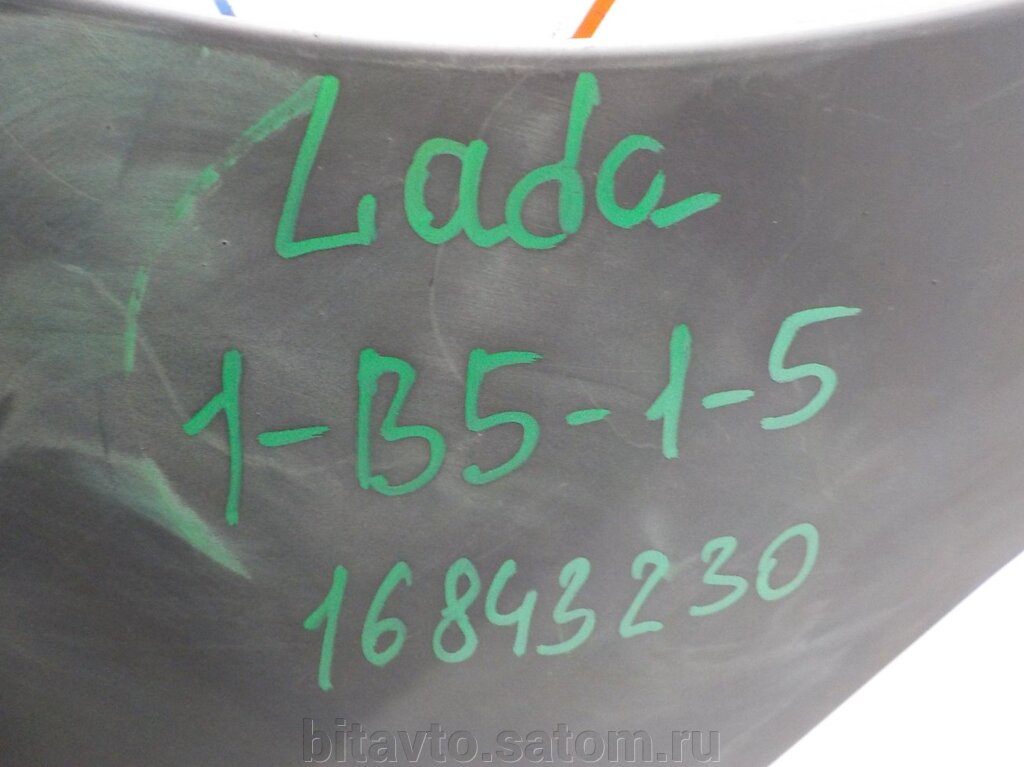 Lada
1-B5-1-5
16843230
bitavto.satom.ru